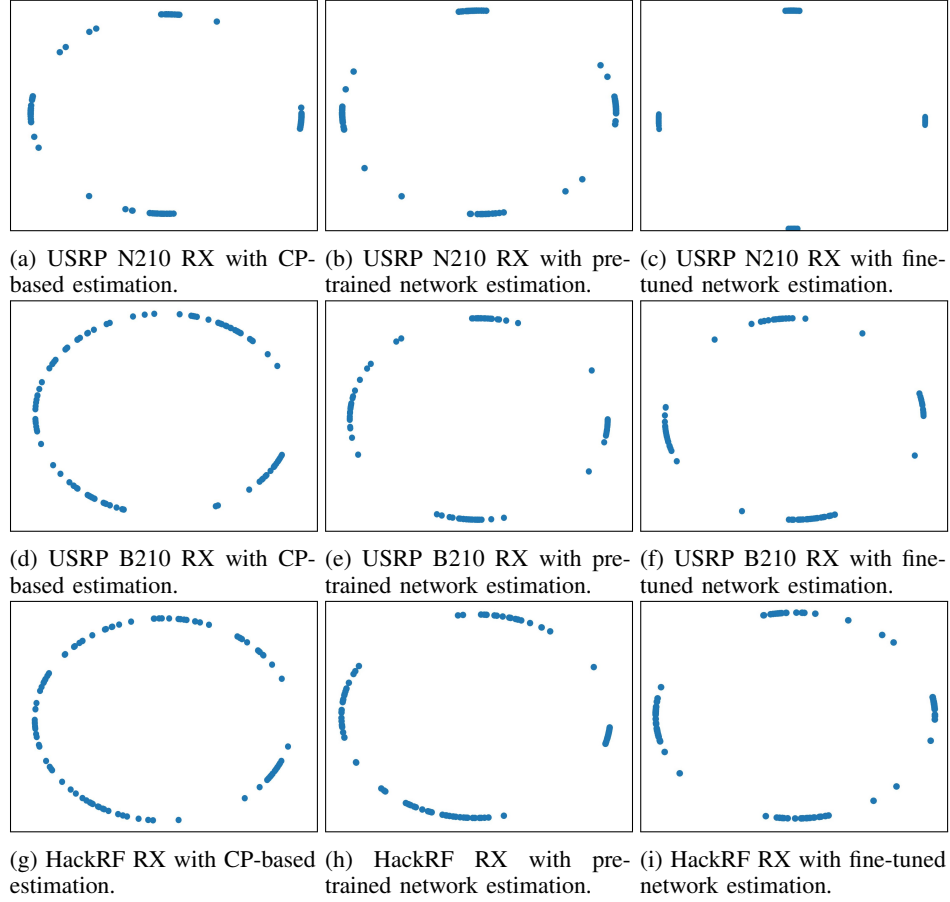 (a) USRP N210 RX with CP-
based estimation.
(b) USRP N210 RX with pre-
trained network estimation.
(c) USRP N210 RX with fine-
tuned network estimation.
(d) USRP B210 RX with CP-
based estimation.
(e) USRP B210 RX with pre-
trained network estimation.
(f) USRP B210 RX with fine-
tuned network estimation.
(g) HackRF RX with CP-based
estimation.
(h) HackRF RX with pre-
trained network estimation.
(i) HackRF RX with fine-tuned
network estimation.